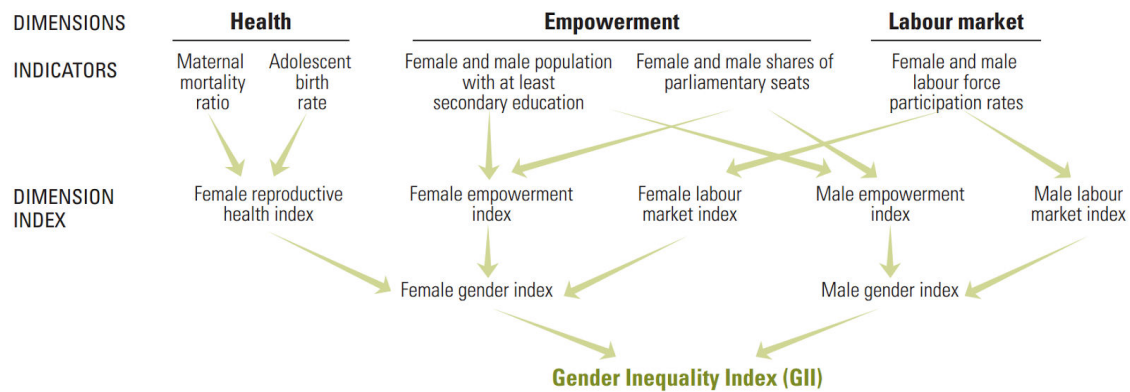 DIMENSIONS
Health
Empowerment
Labour market
INDICATORS
Maternal
mortality
ratio
Adolescent
birth
rate
Female and male population
with at least
secondary education
Female and male shares of
parliamentary seats
Female and male
labour force
participation rates
DIMENSION
INDEX
Female reproductive
health index
Female empowerment
index
Female labour
market index
Male empowerment
index
Male labour
market index
Female gender index
Male gender index
Gender Inequality Index (GII)